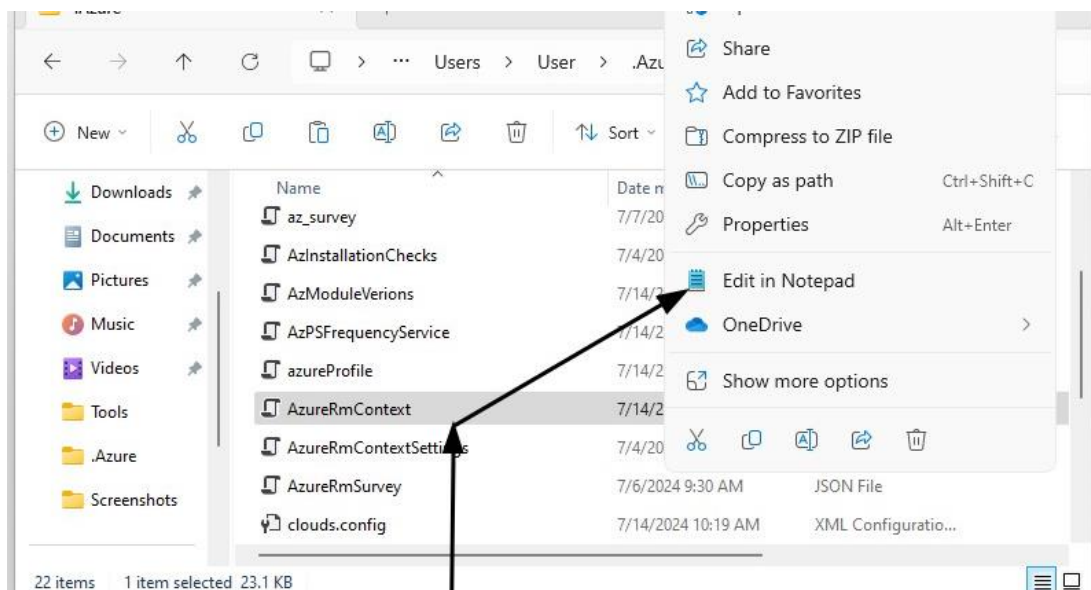 Users > User > .Azu
Share
Add to Favorites
New
Sort
Compress to ZIP file
Copy as path Ctrl+Shift+C
Properties Alt+Enter
Edit in Notepad
OneDrive
Show more options
Downloads
Documents
Pictures
Music
Videos
Tools
.Azure
Screenshots
Name Date m
az_survey 7/7/20
AzInstallationChecks 7/4/20
AzModuleVerions 7/14/2
AzPSFrequencyService 7/14/2
azureProfile 7/14/2
AzureRmContext 7/14/2
AzureRmContextSettings 7/4/20
AzureRmSurvey 7/6/2024 9:30 AM JSON File
clouds.config 7/14/2024 10:19 AM XML Configuratio...
22 items 1 item selected 23.1 KB